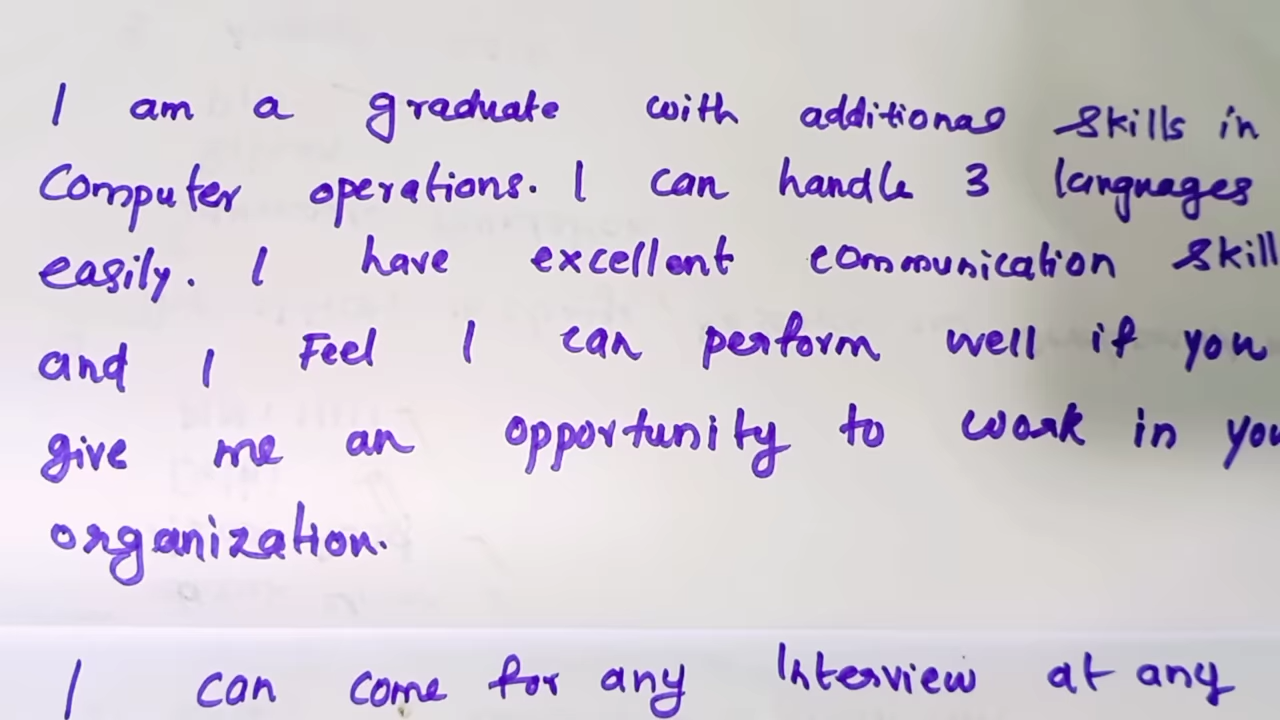 I am a graduate with additional skills in
Computer operations. I can handle 3 languages
easily. I have excellent communication skill
and I Feel I can perform well if you
give me an opportunity to work in you
organization.
I can come for any Interview at any